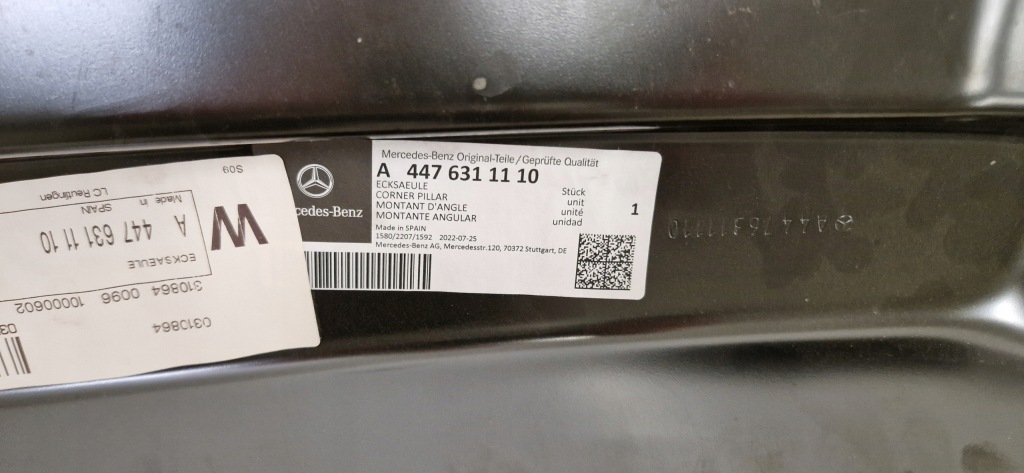 Mercedes-Benz Original-Teile/Geprüfte Qualität
A 447 631 11 10
ECKSAEULE
CORNER PILLAR
MONTANT D'ANGLE
MONTANTE ANGULAR
Stück
unit
unité
unidad
1
Made in SPAIN
1580/2207/1592 2022-07-25
Mercedes-Benz AG, Mercedesstr.120, 70372 Stuttgart, DE
cedes-Benz
A4476311110
S09
LC Reutlingen
Made in SPAIN
A 447 631 11 10
ECKSAEULE
W
310864 0096 10000602
0310864